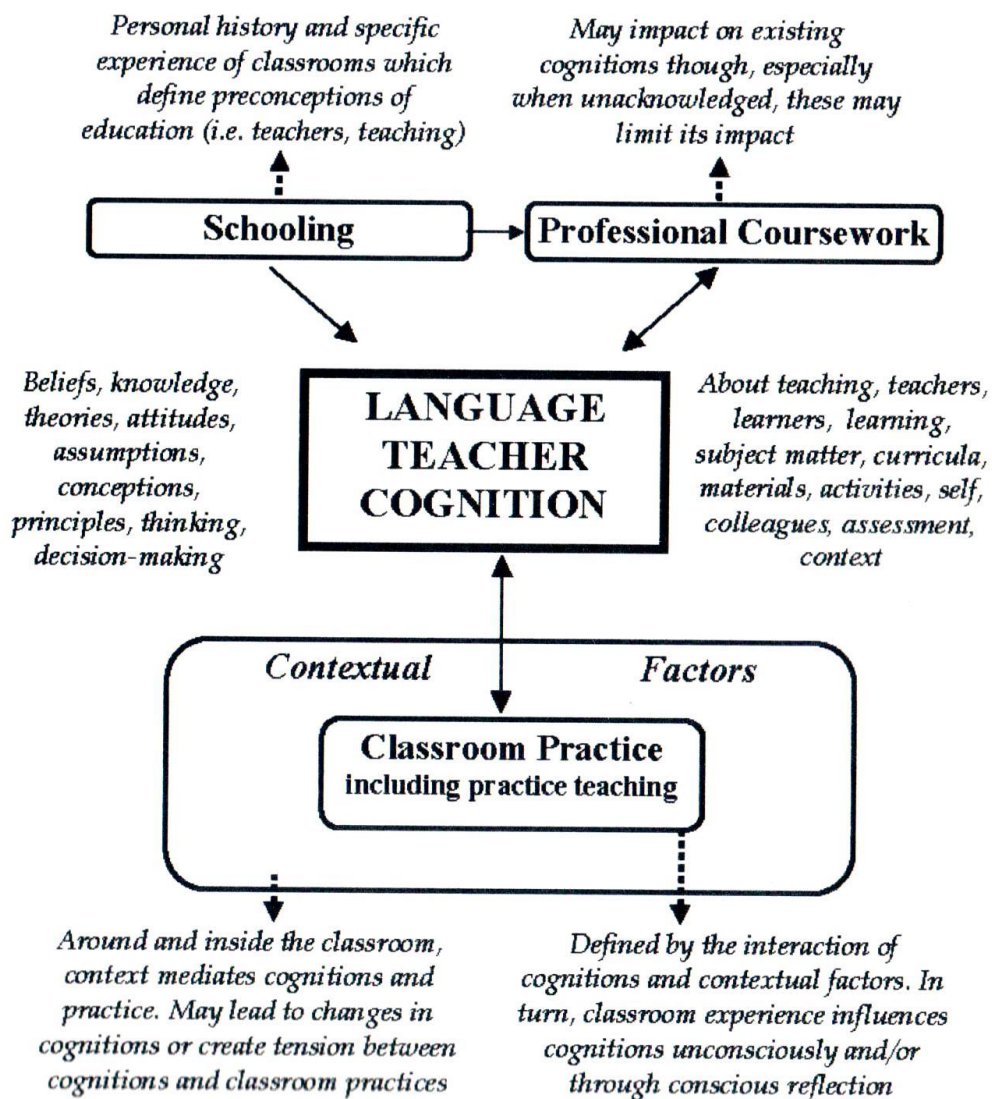 Personal history and specific
experience of classrooms which
define preconceptions of
education (i.e. teachers, teaching)
May impact on existing
cognitions though, especially
when unacknowledged, these may
limit its impact
Schooling
Professional Coursework
Beliefs, knowledge,
theories, attitudes,
assumptions,
conceptions,
principles, thinking,
decision-making
LANGUAGE
TEACHER
COGNITION
About teaching, teachers,
learners, learning,
subject matter, curricula,
materials, activities, self,
colleagues, assessment,
context
Contextual Factors
Classroom Practice
including practice teaching
Around and inside the classroom,
context mediates cognitions and
practice. May lead to changes in
cognitions or create tension between
cognitions and classroom practices
Defined by the interaction of
cognitions and contextual factors. In
turn, classroom experience influences
cognitions unconsciously and/or
through conscious reflection